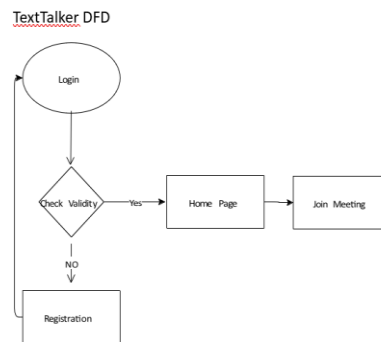 TextTalker DFD
Login
Check Validity
Yes
Home Page
Join Meeting
NO
Registration